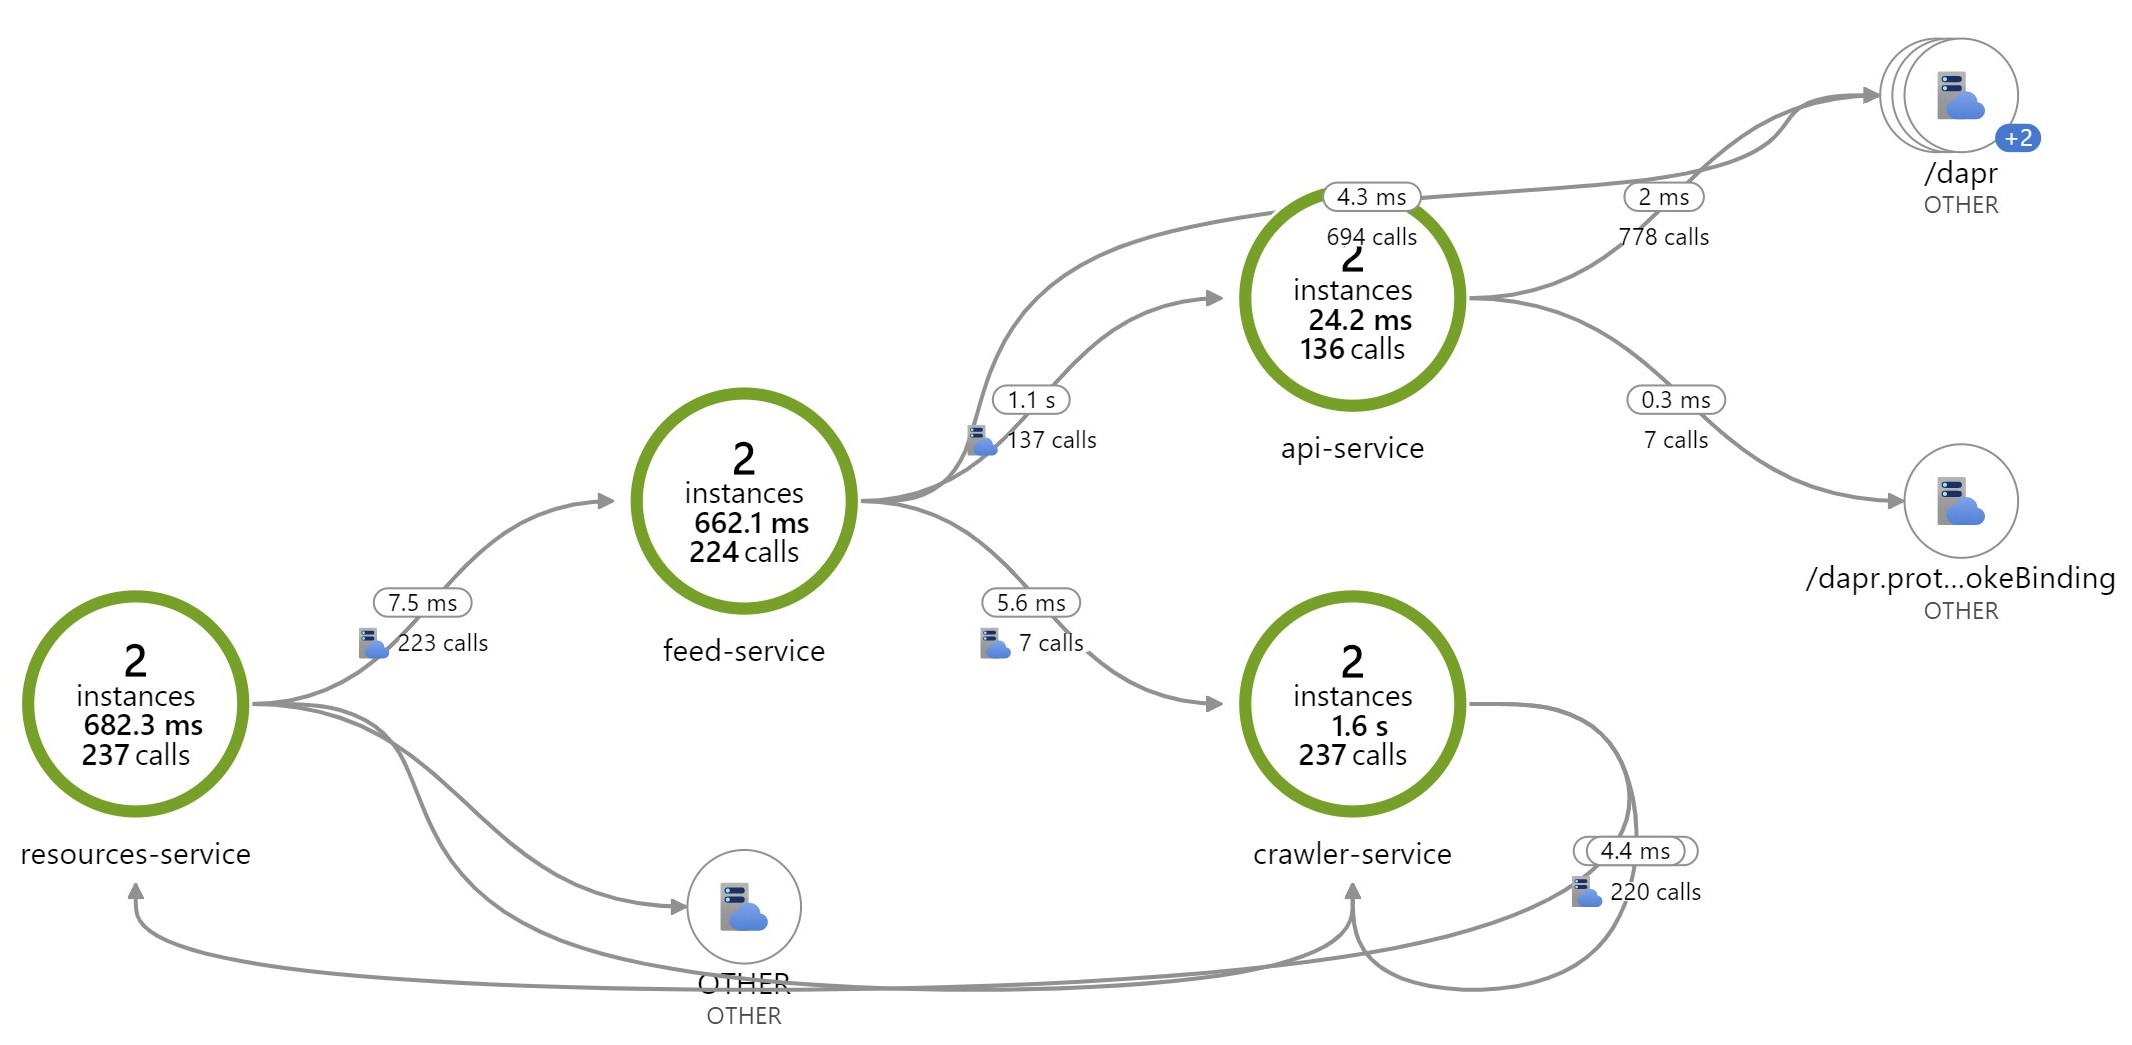 +2
/dapr
OTHER
4.3 ms
694 calls
2 ms
778 calls
2
instances
24.2 ms
136 calls
api-service
1.1 s
137 calls
0.3 ms
7 calls
/dapr.prot...okeBinding
OTHER
2
instances
662.1 ms
224 calls
feed-service
7.5 ms
223 calls
5.6 ms
7 calls
2
instances
682.3 ms
237 calls
resources-service
2
instances
1.6 s
237 calls
crawler-service
4.4 ms
220 calls
OTHER
OTHER